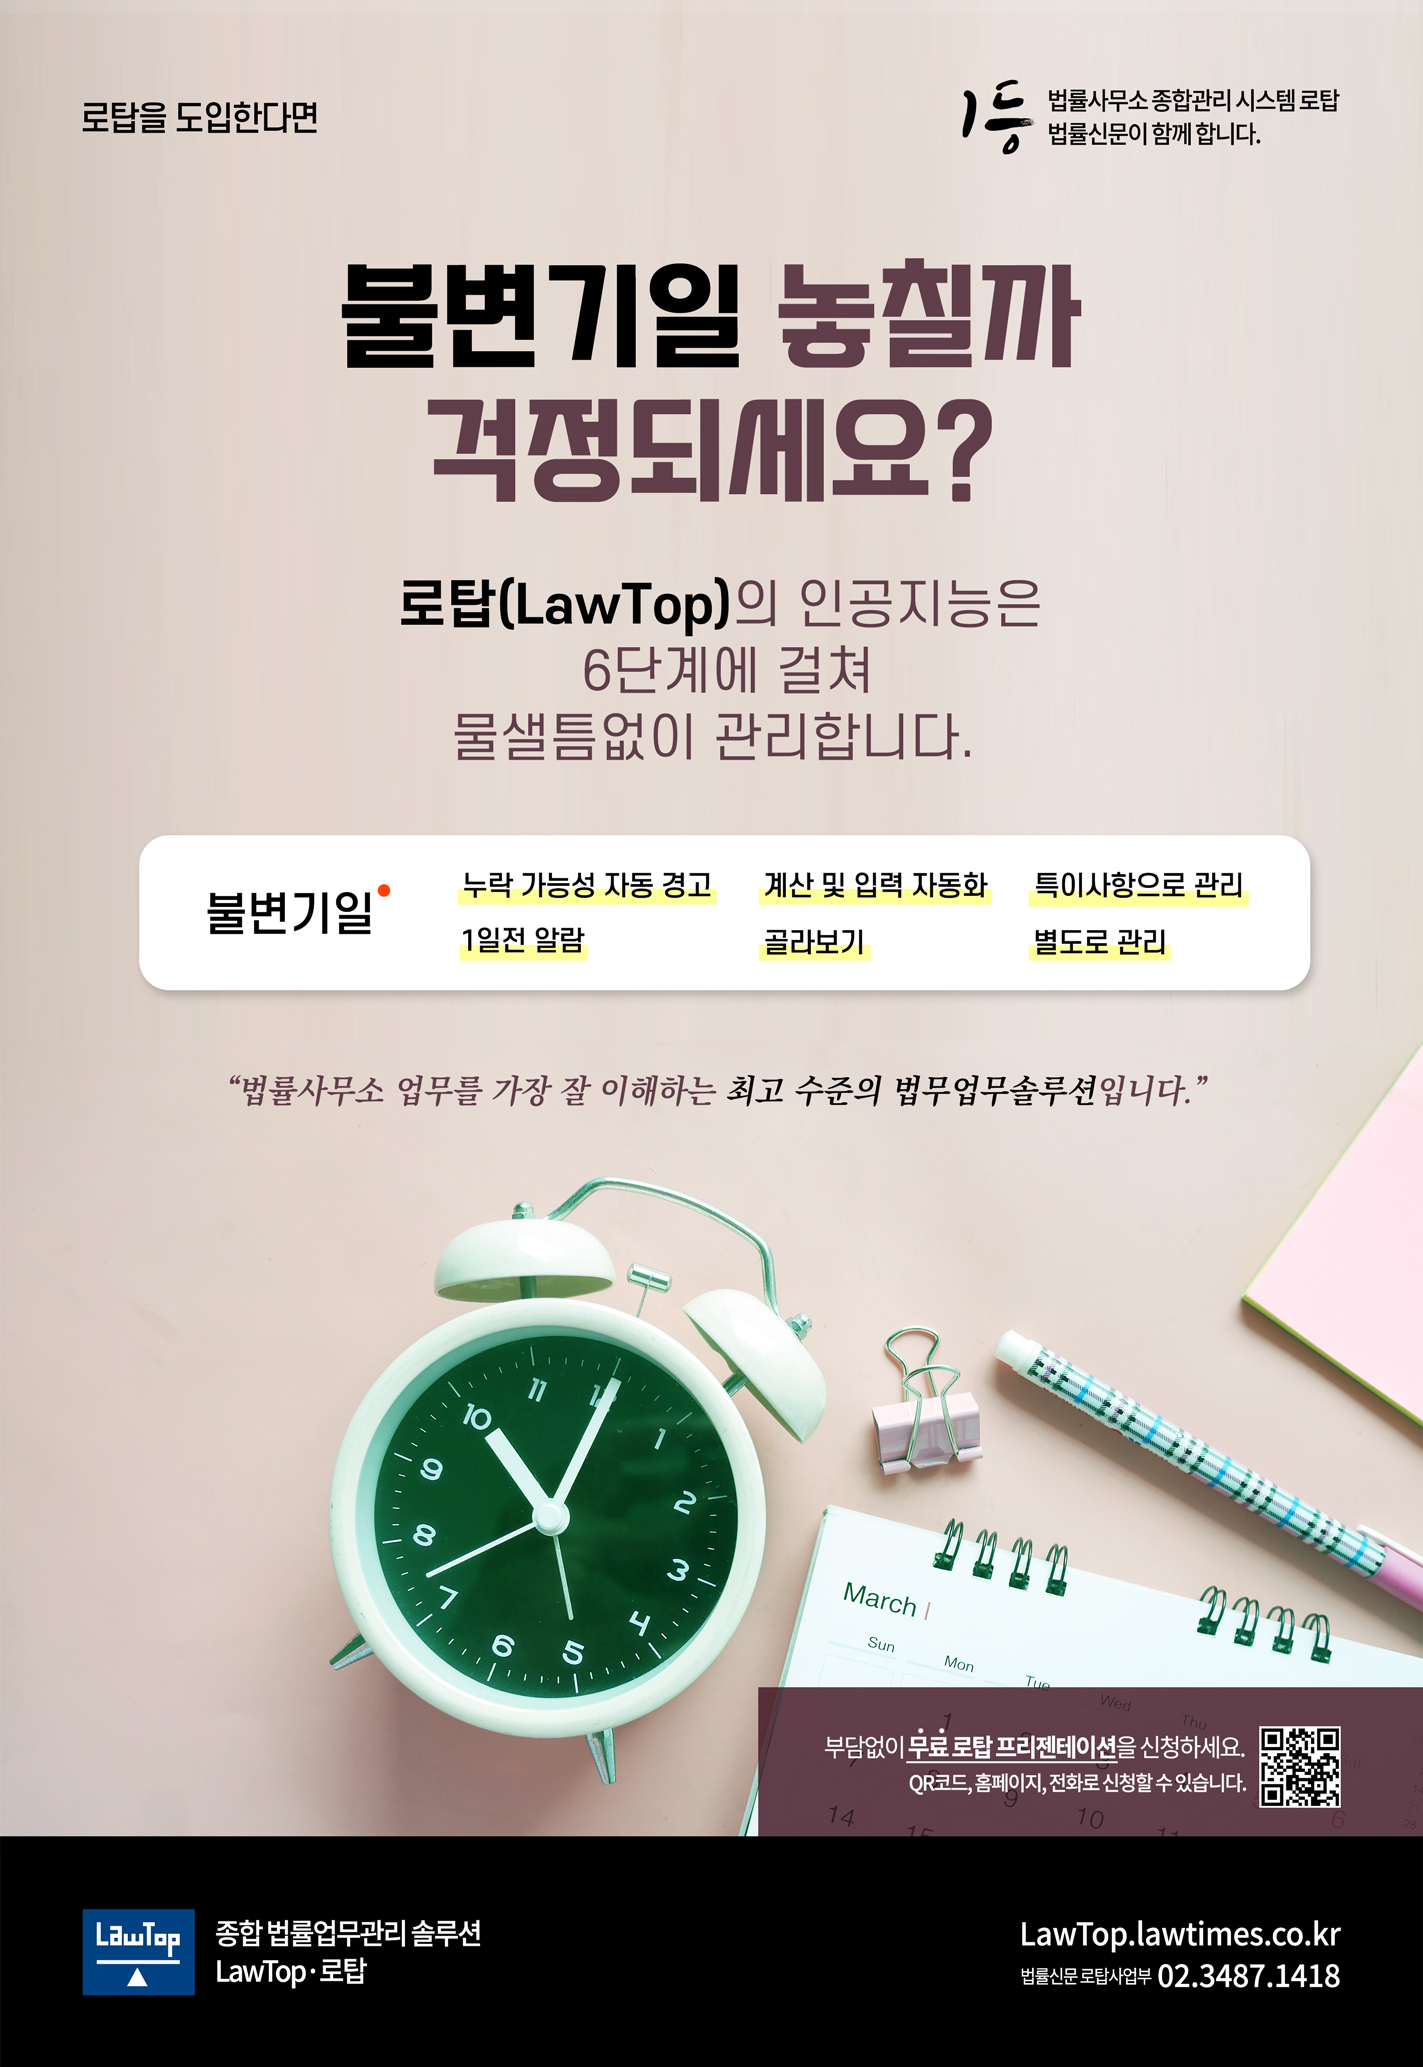 로탑을 도입한다면
1등
법률사무소 종합관리 시스템 로탑
법률신문이 함께 합니다.
불변기일 놓칠까
걱정되세요?
로탑(LawTop)의 인공지능은
6단계에 걸쳐
물샐틈없이 관리합니다.
불변기일
누락 가능성 자동 경고
계산 및 입력 자동화
특이사항으로 관리
1일전 알람
골라보기
별도로 관리
“법률사무소 업무를 가장 잘 이해하는 최고 수준의 법무업무솔루션입니다.”
11
10
1
9
2
8
3
7
4
6
5
March
Sun Mon Tue Wed Thu
1
부담없이 무료 로탑 프리젠테이션을 신청하세요.
QR코드, 홈페이지, 전화로 신청할 수 있습니다.
9
14 10
15 11
6
28
LawTop
종합 법률업무관리 솔루션
LawTop·로탑
LawTop.lawtimes.co.kr
법률신문 로탑사업부 02.3487.1418